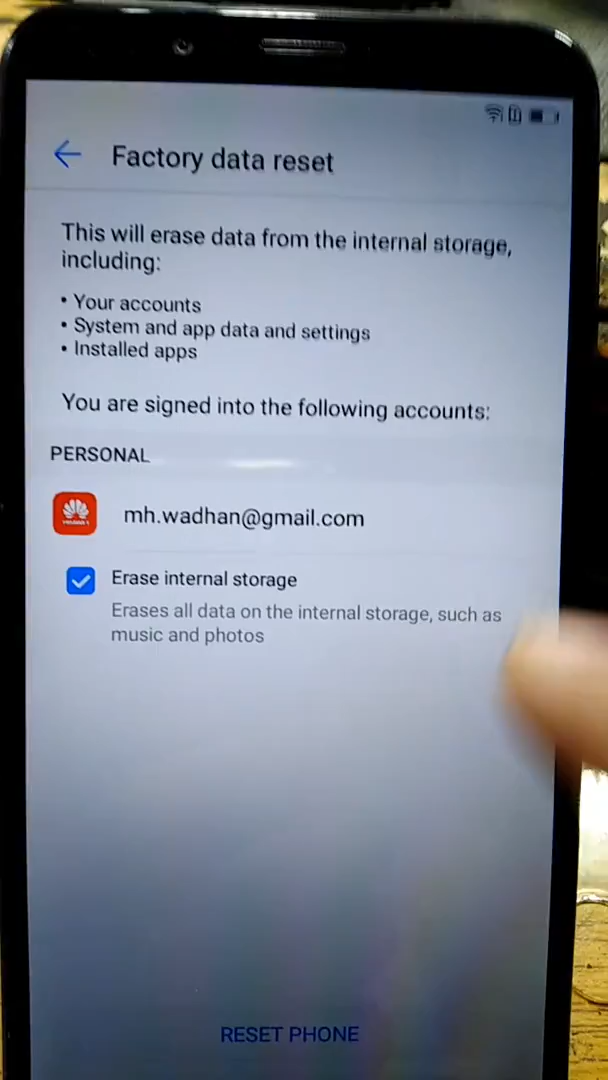 Factory data reset
This will erase data from the internal storage,
including:
• Your accounts
• System and app data and settings
• Installed apps
You are signed into the following accounts:
PERSONAL
mh.wadhan@gmail.com
Erase internal storage
Erases all data on the internal storage, such as
music and photos
RESET PHONE